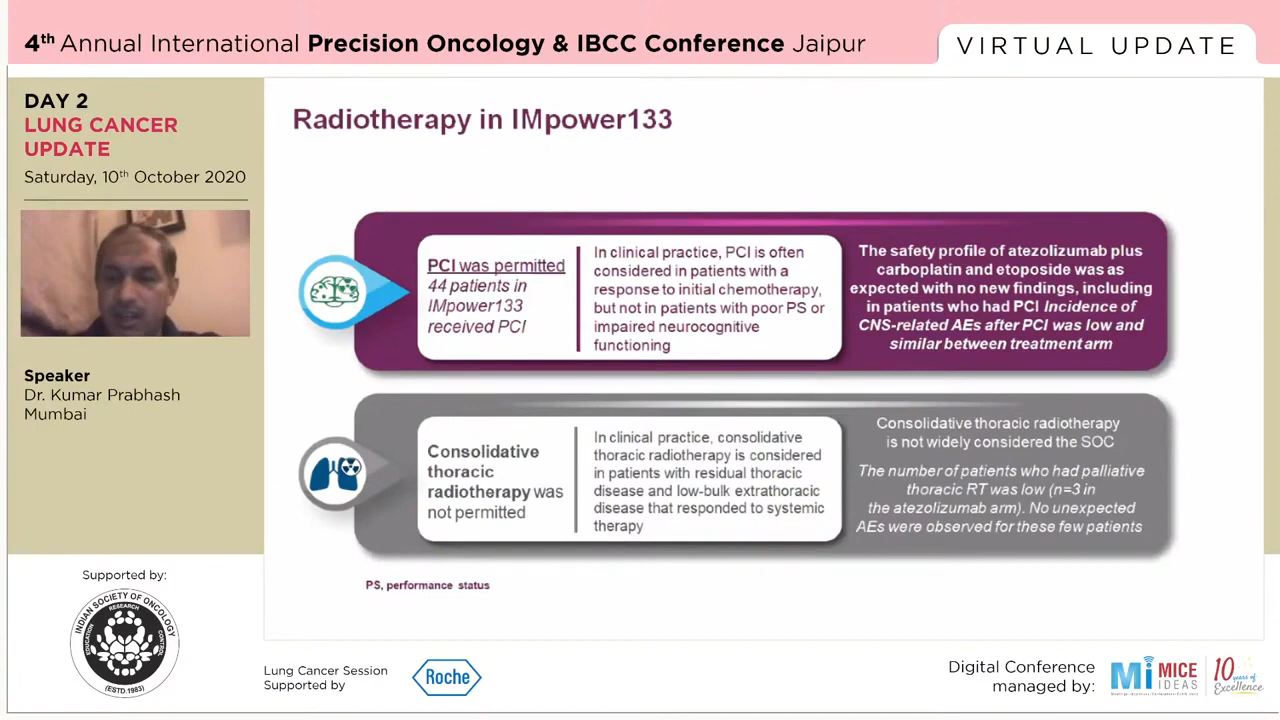 4th Annual International Precision Oncology & IBCC Conference Jaipur
VIRTUAL UPDATE
DAY 2
LUNG CANCER
UPDATE
Saturday, 10th October 2020
Speaker
Dr. Kumar Prabhash
Mumbai
Supported by:
INDIAN SOCIETY OF ONCOLOGY
EDUCATION
RESEARCH
CONTROL
(ESTD.1983)
Radiotherapy in IMpower133
PCI was permitted
44 patients in
IMpower133
received PCI
In clinical practice, PCI is often
considered in patients with a
response to initial chemotherapy,
but not in patients with poor PS or
impaired neurocognitive
functioning
The safety profile of atezolizumab plus
carboplatin and etoposide was as
expected with no new findings, including
in patients who had PCI Incidence of
CNS-related AEs after PCI was low and
similar between treatment arm
Consolidative
thoracic
radiotherapy was
not permitted
In clinical practice, consolidative
thoracic radiotherapy is considered
in patients with residual thoracic
disease and low-bulk extrathoracic
disease that responded to systemic
therapy
Consolidative thoracic radiotherapy
is not widely considered the SOC
The number of patients who had palliative
thoracic RT was low (n=3 in
the atezolizumab arm). No unexpected
AEs were observed for these few patients
PS, performance status
Lung Cancer Session
Supported by
Roche
Digital Conference
managed by:
Mi MICE
IDEAS
10 years of
Excellence